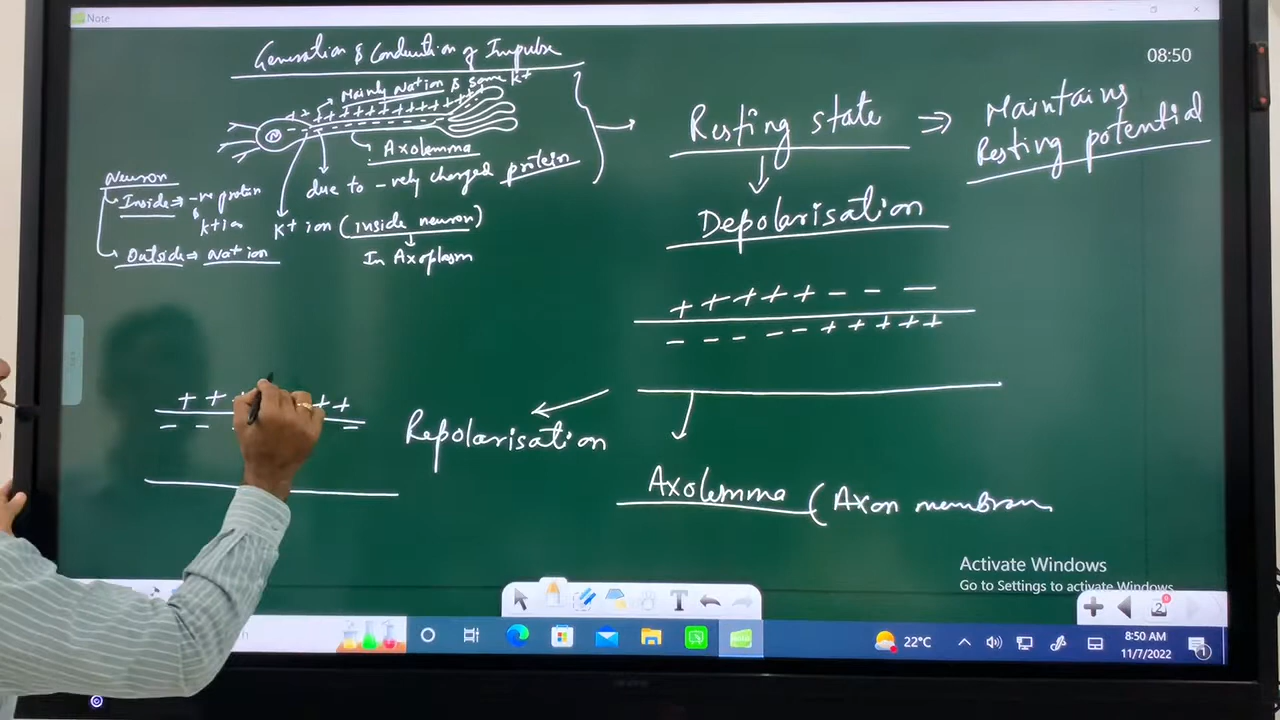 Note
08:50
Generation & Conduction of Impulse
Mainly Na+ ion & some K+
Axolemma
due to -vely charged protein
Neuron
Inside ⇒ -ve protein
& K+ ion
Outside ⇒ Na+ ion
K+ ion (inside neuron)
In Axoplasm
Resting state ⇒ Maintains
Resting potential
Depolarisation
+ + + + + - - -
- - - - - + + + + +
Repolarisation
Axolemma (Axon membran
Activate Windows
Go to Settings to activate Windows.
22°C
8:50 AM
11/7/2022